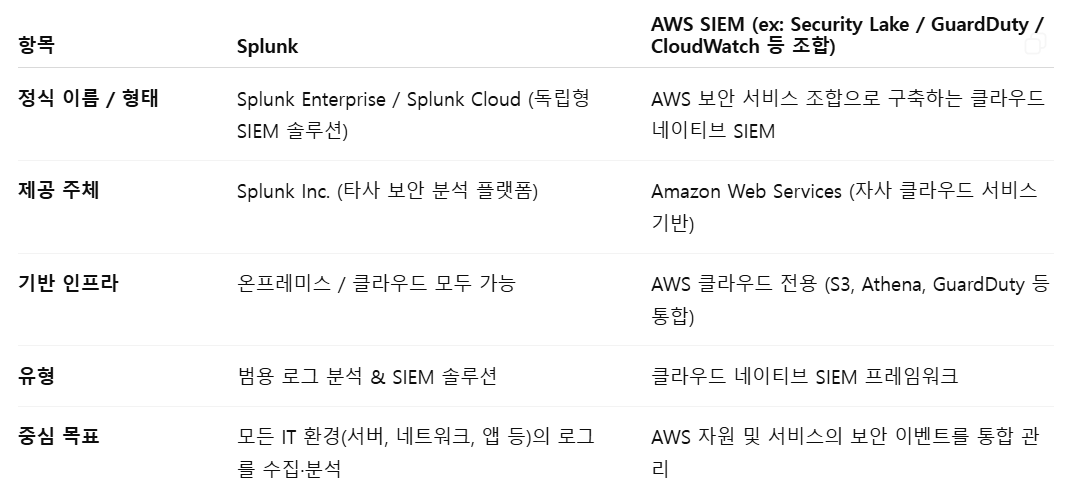 항목
Splunk
AWS SIEM (ex: Security Lake / GuardDuty /
CloudWatch 등 조합)
정식 이름 / 형태
Splunk Enterprise / Splunk Cloud (독립형
SIEM 솔루션)
AWS 보안 서비스 조합으로 구축하는 클라우드
네이티브 SIEM
제공 주체
Splunk Inc. (타사 보안 분석 플랫폼)
Amazon Web Services (자사 클라우드 서비스
기반)
기반 인프라
온프레미스 / 클라우드 모두 가능
AWS 클라우드 전용 (S3, Athena, GuardDuty 등
통합)
유형
범용 로그 분석 & SIEM 솔루션
클라우드 네이티브 SIEM 프레임워크
중심 목표
모든 IT 환경(서버, 네트워크, 앱 등)의 로그
를 수집·분석
AWS 자원 및 서비스의 보안 이벤트를 통합 관
리